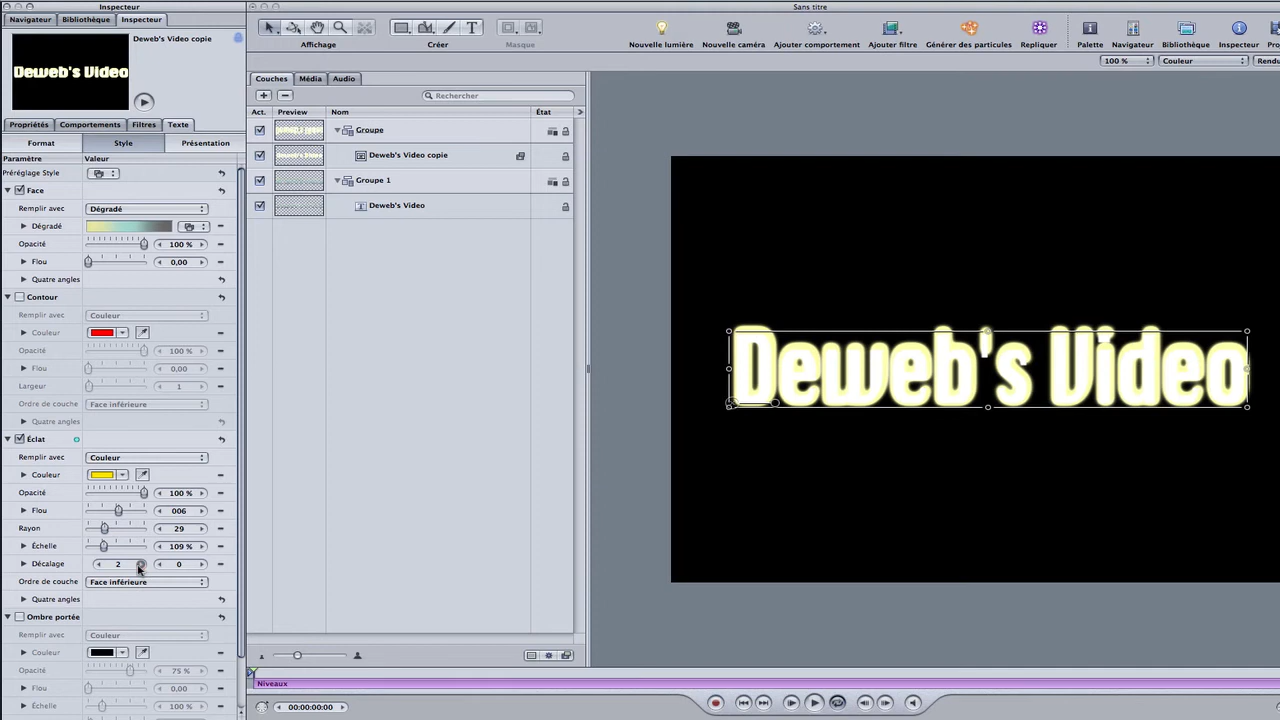 Inspecteur
Sans titre
Navigateur Bibliothèque Inspecteur
Deweb's Video copie
Deweb's Video
Affichage Créer Masque
Nouvelle lumière Nouvelle caméra Ajouter comportement Ajouter filtre Générer des particules Répliquer Palette Navigateur Bibliothèque Inspecteur
100 % Couleur Rendu
Couches Média Audio
Rechercher
Act. Preview Nom État
Groupe
Deweb's Video copie
Groupe 1
Deweb's Video
Propriétés Comportements Filtres Texte
Format Style Présentation
Paramètre Valeur
Préréglage Style
Face
Remplir avec Dégradé
Dégradé
Opacité 100 %
Flou 0,00
Quatre angles
Contour
Remplir avec Couleur
Couleur
Opacité 100 %
Flou 0,00
Largeur 1
Ordre de couche Face inférieure
Quatre angles
Éclat
Remplir avec Couleur
Couleur
Opacité 100 %
Flou 006
Rayon 29
Échelle 109 %
Décalage 2 0
Ordre de couche Face inférieure
Quatre angles
Ombre portée
Remplir avec Couleur
Couleur
Opacité 75 %
Flou 0,00
Échelle 100 %
Deweb's Video
Niveaux
00:00:00:00